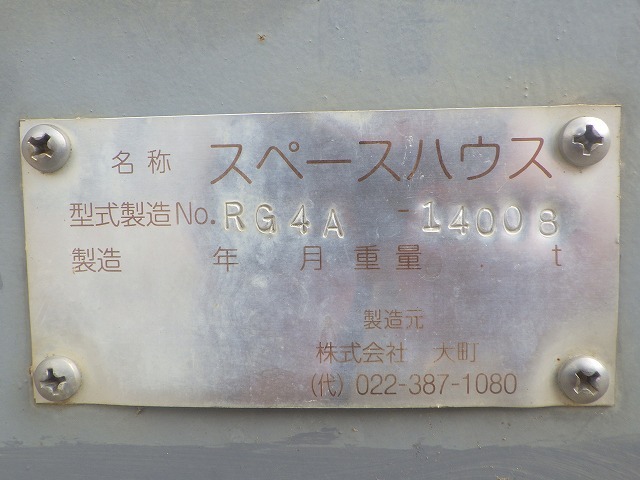 名称 スペースハウス
型式製造No. RG4A -14008
製造 年 月 重量 t
製造元
株式会社 大町
(代) 022-387-1080